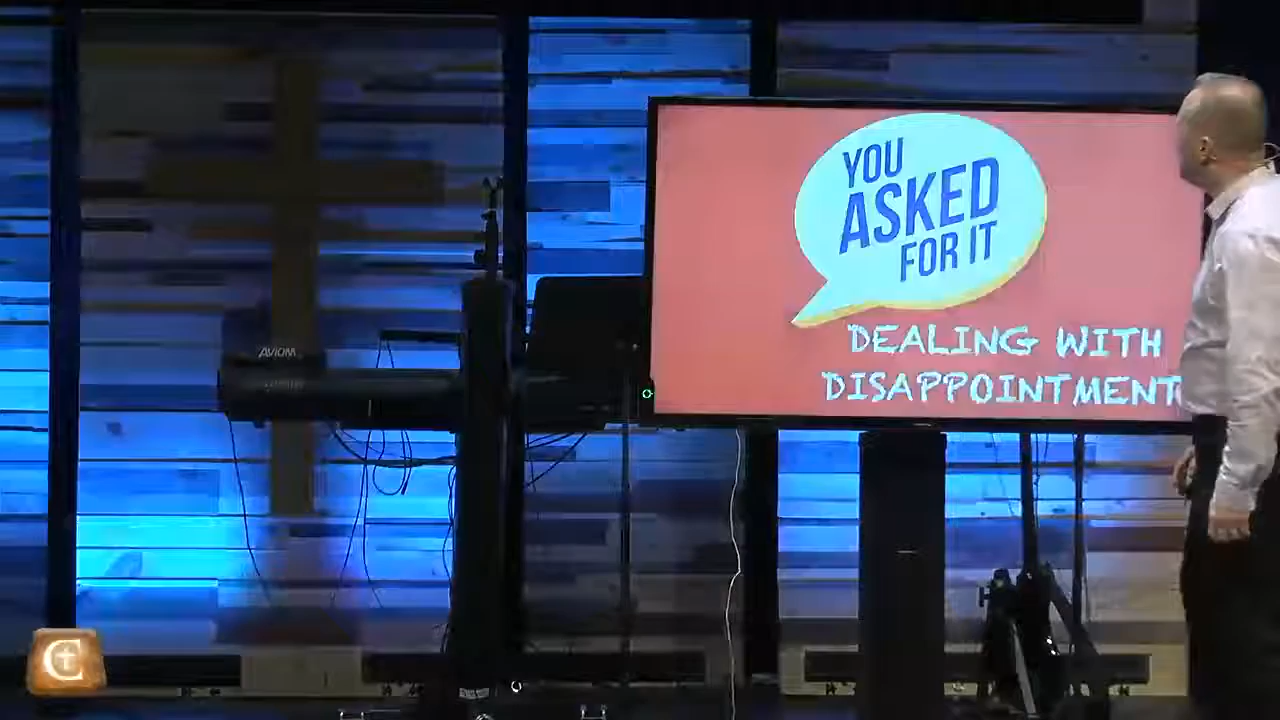 YOU
ASKED
FOR IT
DEALING WITH
DISAPPOINTMENT
AVIOM
C